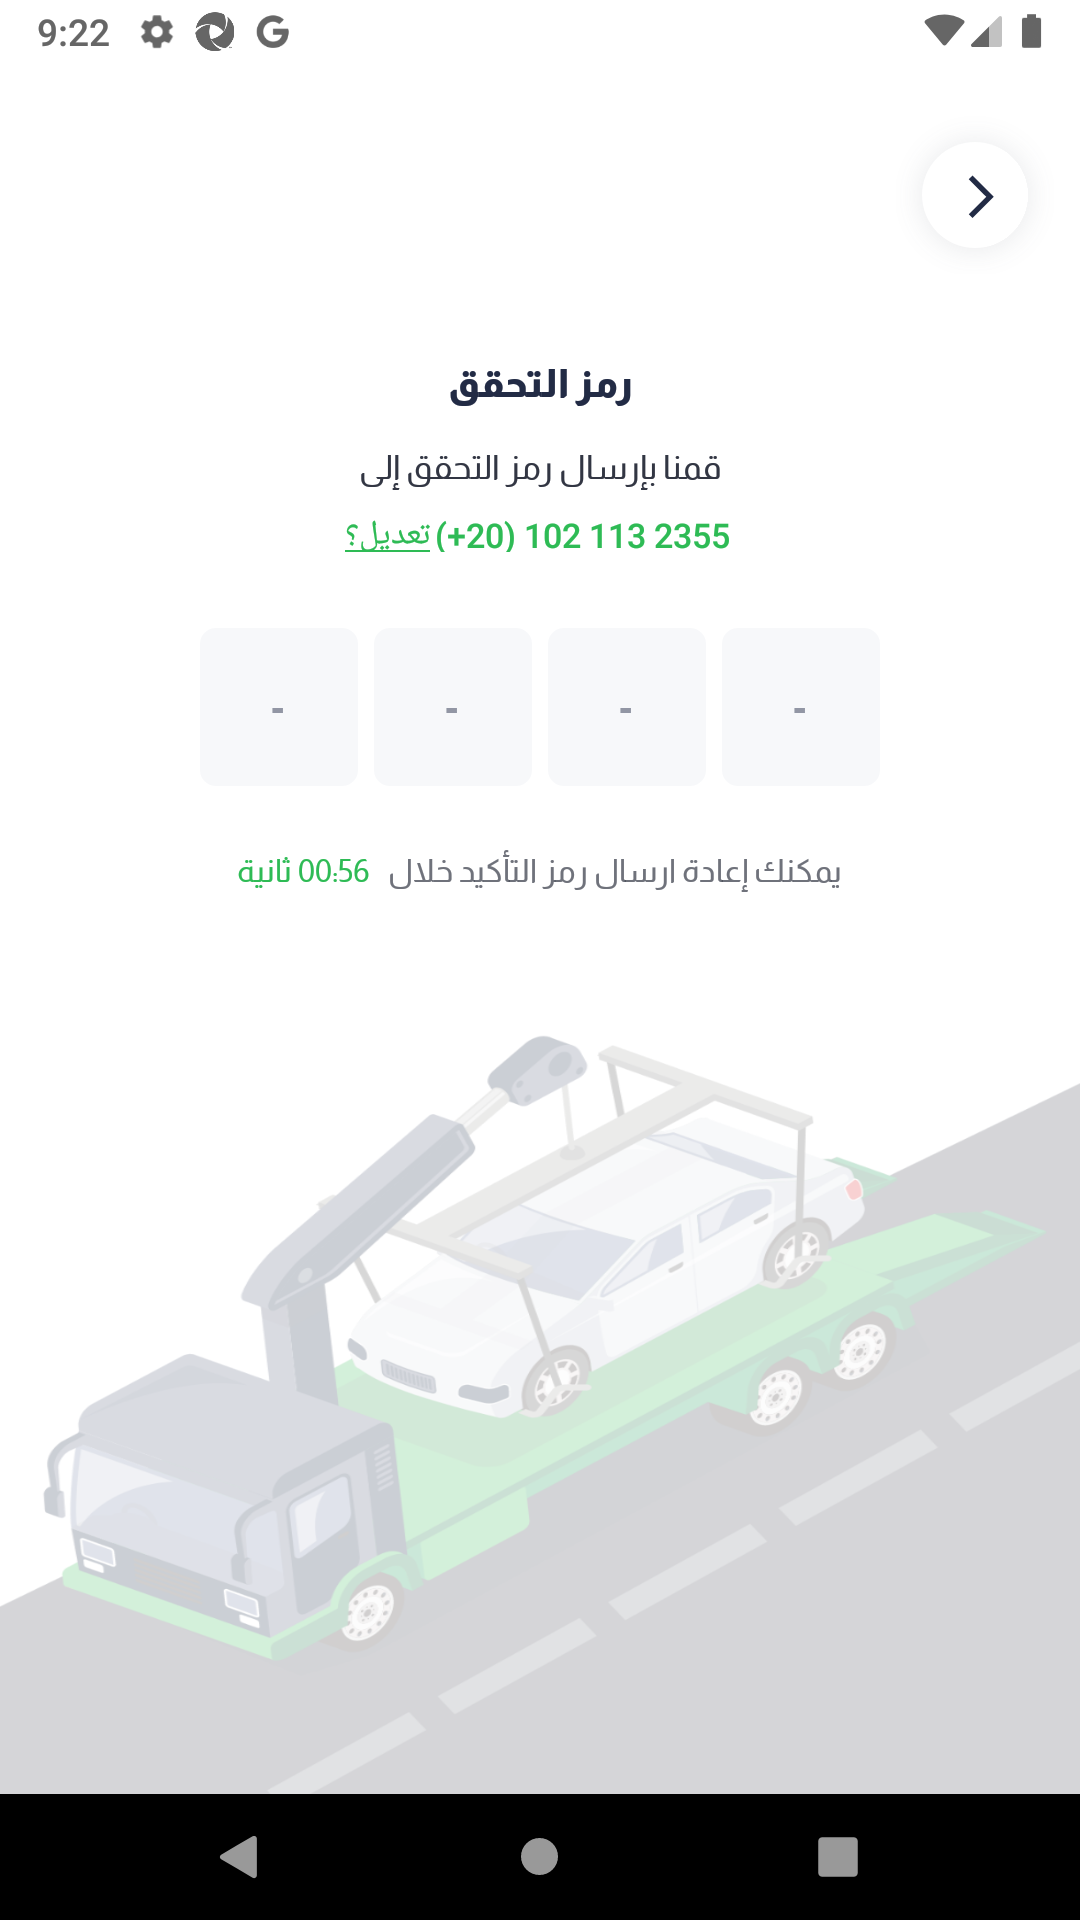 9:22
رمز التحقق
قمنا بإرسال رمز التحقق إلى
(+20) 102 113 2355 تعديل؟
- - - -
يمكنك إعادة ارسال رمز التأكيد خلال 00:56 ثانية